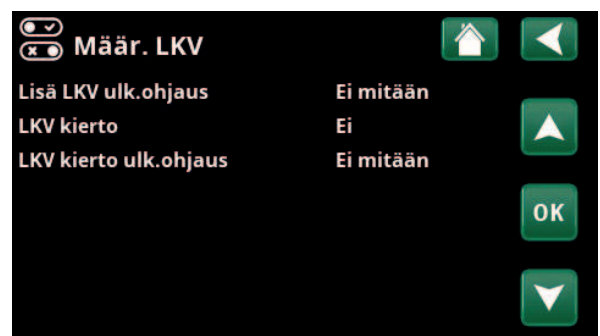 Määr. LKV
Lisä LKV ulk.ohjaus Ei mitään
LKV kierto Ei
LKV kierto ulk.ohjaus Ei mitään
OK